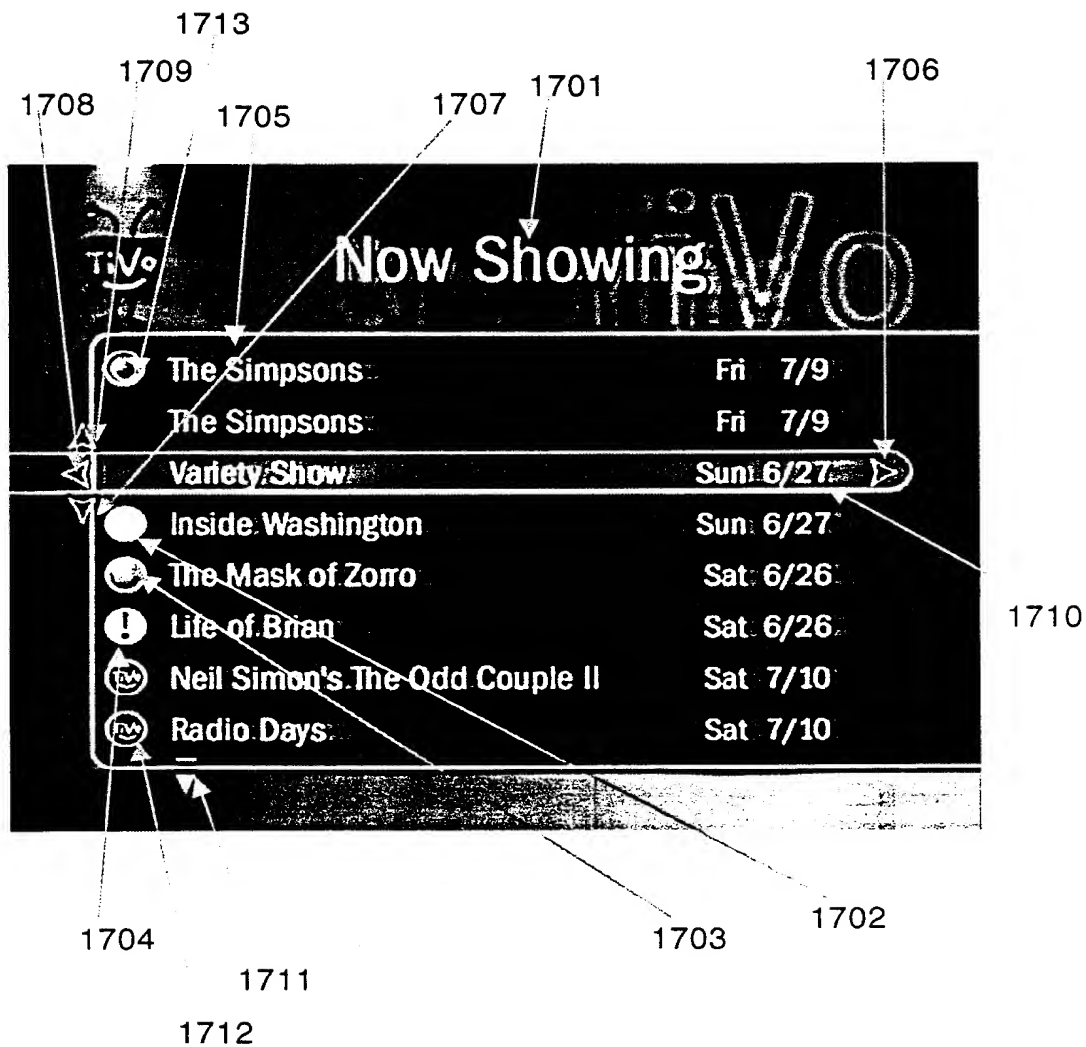 1713
1709
1708
1705
1707
1701
1706
TiVo
TiVo
Now Showing
The Simpsons Fri 7/9
The Simpsons Fri 7/9
Variety Show Sun 6/27
Inside Washington Sun 6/27
The Mask of Zorro Sat 6/26
! Life of Brian Sat 6/26
1710
Neil Simon's The Odd Couple II Sat 7/10
Radio Days Sat 7/10
1704
1703
1702
1711
1712